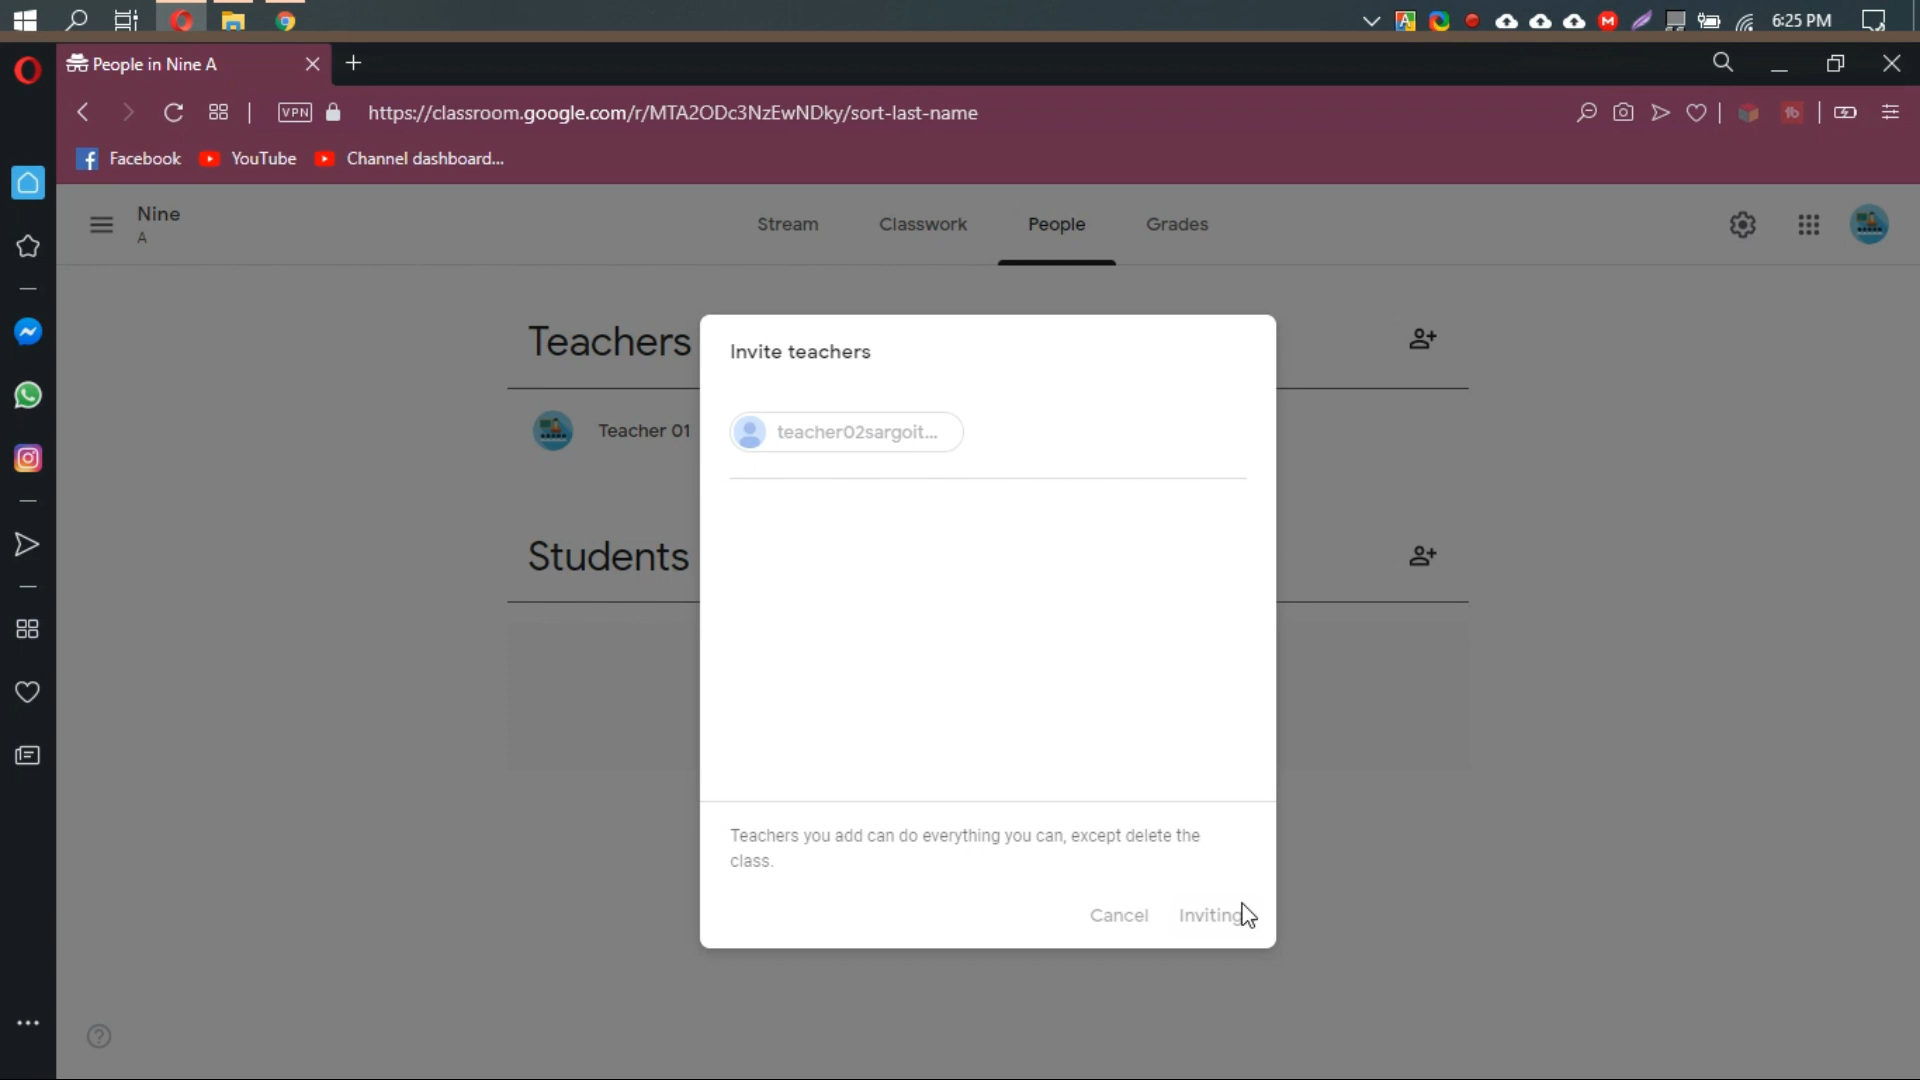 6:25 PM
People in Nine A
VPN
https://classroom.google.com/r/MTA2ODc3NzEwNDky/sort-last-name
Facebook YouTube Channel dashboard...
Nine
A
Stream Classwork People Grades
Teachers
Teacher 01
Students
Invite teachers
teacher02sargoit...
Teachers you add can do everything you can, except delete the
class.
Cancel Inviting